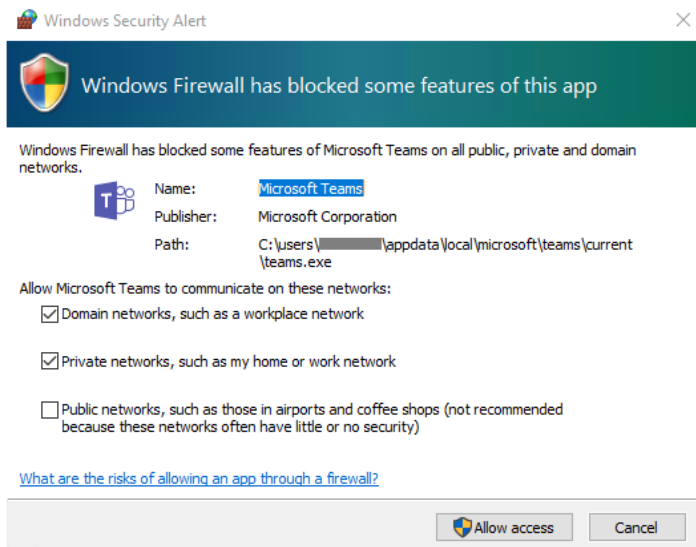 Windows Security Alert
Windows Firewall has blocked some features of this app
Windows Firewall has blocked some features of Microsoft Teams on all public, private and domain
networks.
T
Name: Microsoft Teams
Publisher: Microsoft Corporation
Path: C:\users\ \appdata\local\microsoft\teams\current
\teams.exe
Allow Microsoft Teams to communicate on these networks:
Domain networks, such as a workplace network
Private networks, such as my home or work network
Public networks, such as those in airports and coffee shops (not recommended
because these networks often have little or no security)
What are the risks of allowing an app through a firewall?
Allow access Cancel